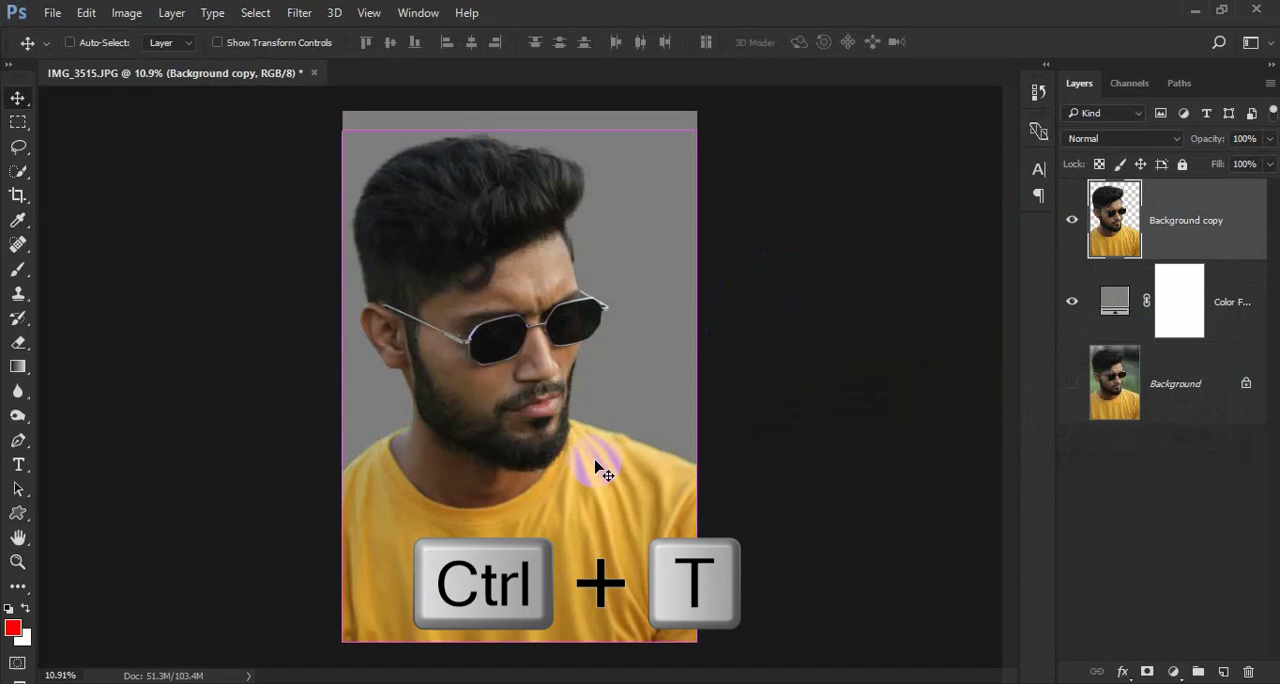 Ps File Edit Image Layer Type Select Filter 3D View Window Help
Auto-Select: Layer Show Transform Controls 3D Mode:
IMG_3515.JPG @ 10.9% (Background copy, RGB/8) * ×
Layers Channels Paths
Kind
Normal Opacity: 100%
Lock: Fill: 100%
Background copy
Color F...
Background
Ctrl + T
10.91% Doc: 51.3M/103.4M